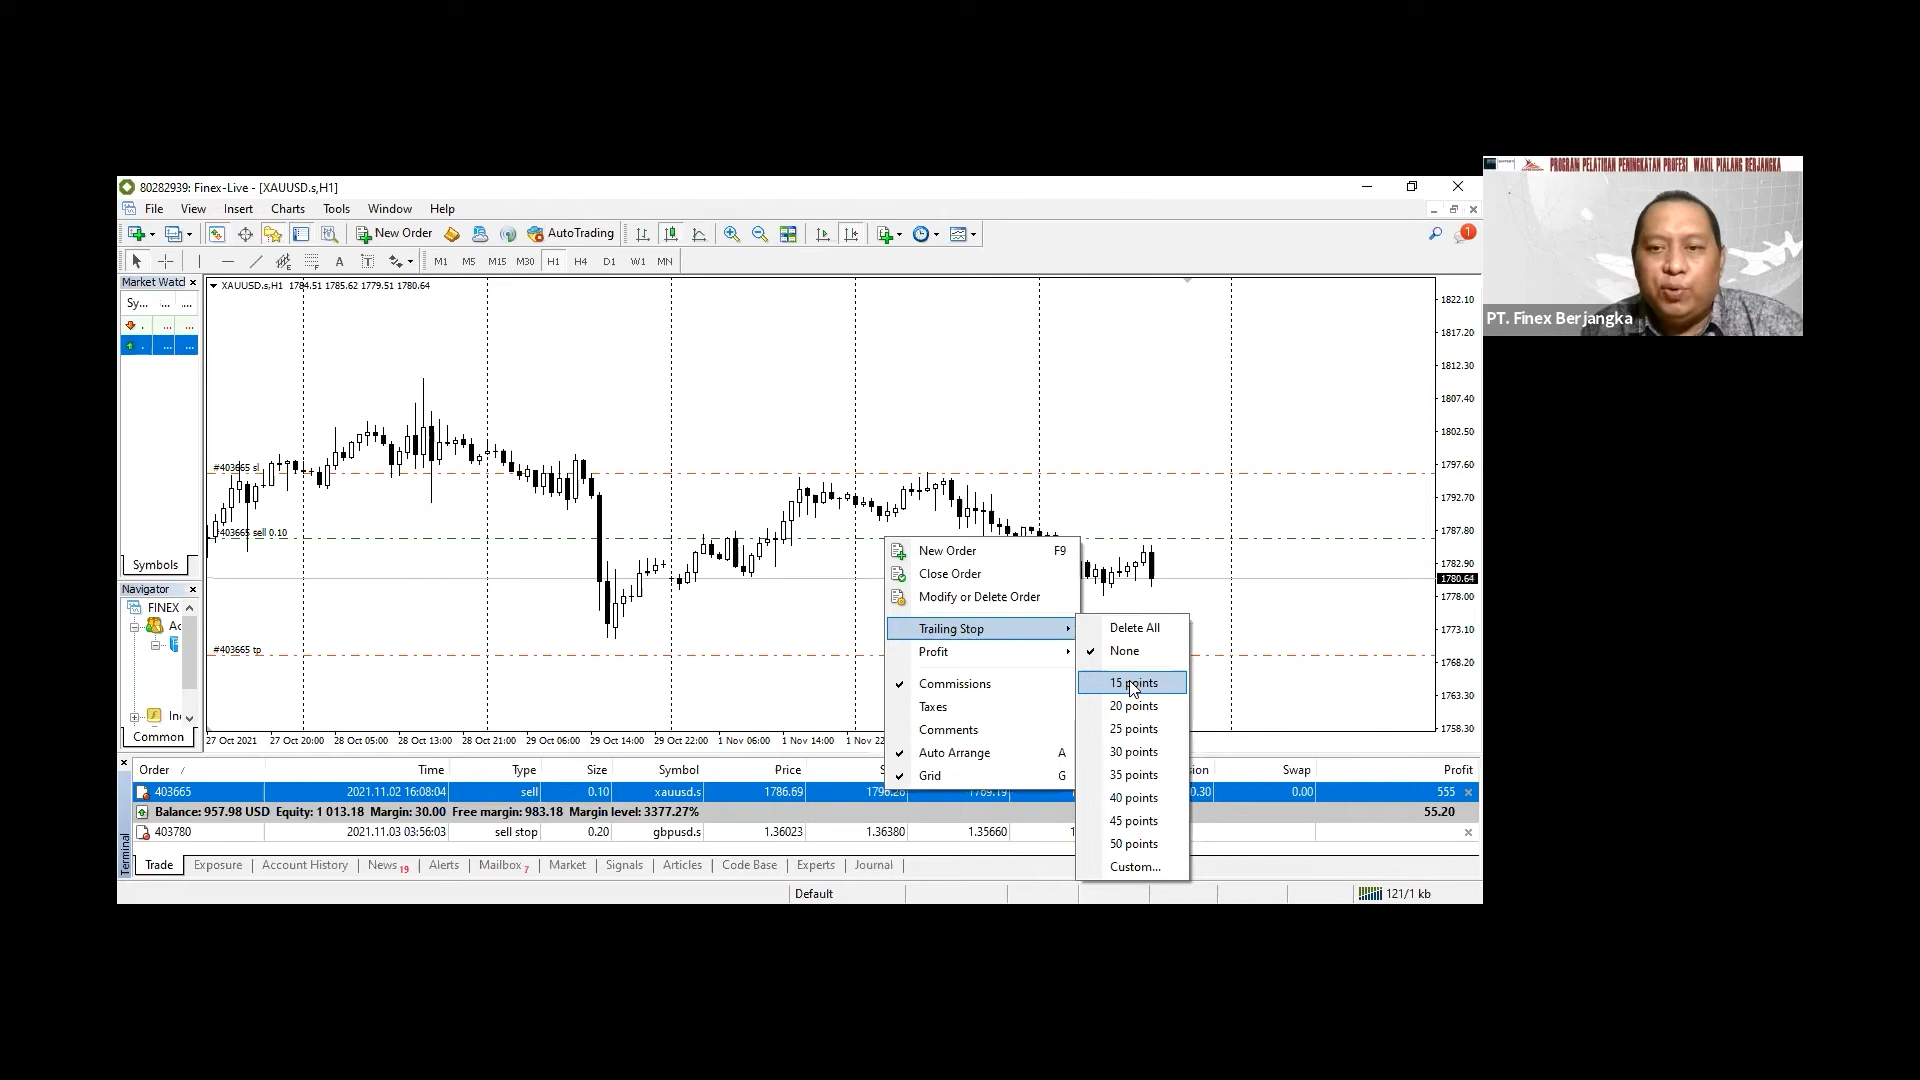 PROGRAM PELATIHAN PENINGKATAN PROFESI WAKIL PIALANG BERJANGKA
PT. Finex Berjangka
80282939: Finex-Live - [XAUUSD.s,H1]
File View Insert Charts Tools Window Help
New Order AutoTrading 1
A T M1 M5 M15 M30 H1 H4 D1 W1 MN
Market Watc
Sy... ... ...
... ...
... ...
Symbols
Navigator
FINEX
Ac
Common
XAUUSD.s,H1 1784.51 1785.62 1779.51 1780.64
#403665 sl
#403665 sell 0.10
#403665 tp
1822.10
1817.20
1812.30
1807.40
1802.50
1797.60
1792.70
1787.80
1782.90
1780.64
1778.00
1773.10
1768.20
1763.30
1758.30
27 Oct 2021 27 Oct 20:00 28 Oct 05:00 28 Oct 13:00 28 Oct 21:00 29 Oct 06:00 29 Oct 14:00 29 Oct 22:00 1 Nov 06:00 1 Nov 14:00 1 Nov 22
New Order F9
Close Order
Modify or Delete Order
Trailing Stop
Profit
Commissions
Taxes
Comments
Auto Arrange A
Grid G
Delete All
None
15 points
20 points
25 points
30 points
35 points
40 points
45 points
50 points
Custom...
Order / Time Type Size Symbol Price S sion Swap Profit
403665 2021.11.02 16:08:04 sell 0.10 xauusd.s 1786.69 0.30 0.00 555
Balance: 957.98 USD Equity: 1 013.18 Margin: 30.00 Free margin: 983.18 Margin level: 3377.27% 55.20
403780 2021.11.03 03:56:03 sell stop 0.20 gbpusd.s 1.36023 1.36380 1.35660 1
Terminal
Trade Exposure Account History News 19 Alerts Mailbox 7 Market Signals Articles Code Base Experts Journal
Default 121/1 kb